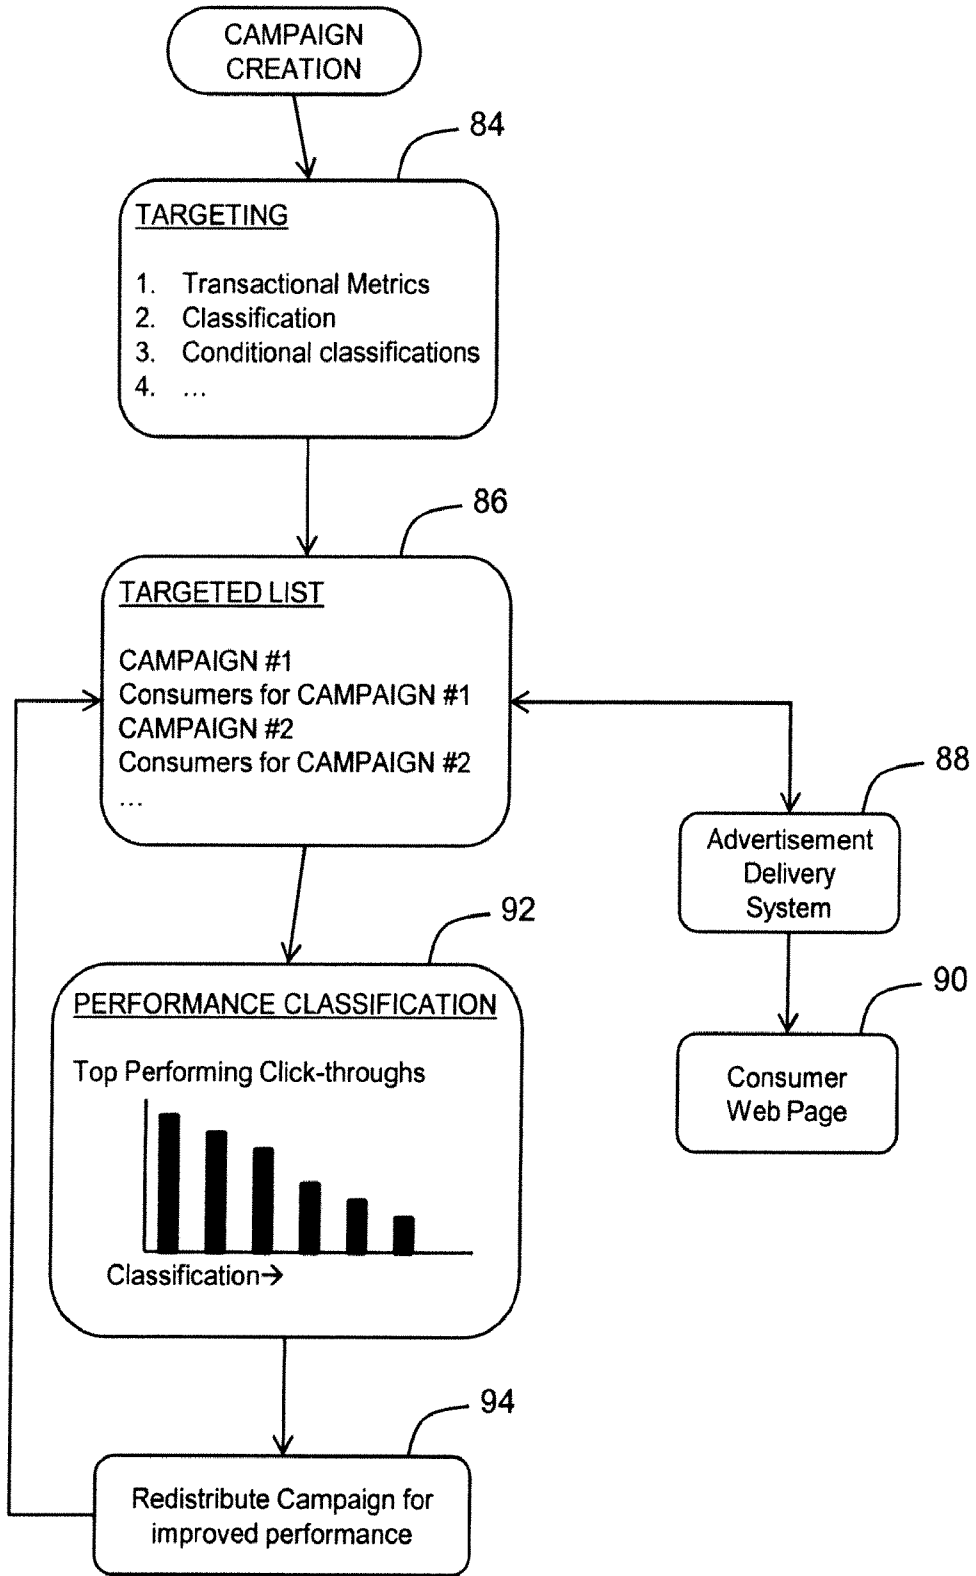 CAMPAIGN
CREATION
84
TARGETING
1. Transactional Metrics
2. Classification
3. Conditional classifications
4. ...
86
TARGETED LIST
CAMPAIGN #1
Consumers for CAMPAIGN #1
CAMPAIGN #2
Consumers for CAMPAIGN #2
...
88
Advertisement
Delivery
System
90
Consumer
Web Page
92
PERFORMANCE CLASSIFICATION
Top Performing Click-throughs
Classification→
94
Redistribute Campaign for
improved performance